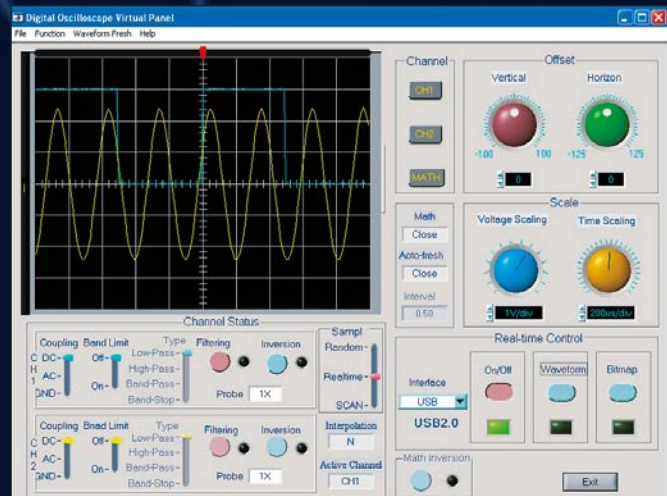 Digital Oscilloscope Virtual Panel
File Function Waveform Fresh Help
Channel
CH1
CH2
MATH
Offset
Vertical
Horizon
-100 100
-125 125
0
0
Math
Close
Auto-fresh
Close
Interval
0.50
Scale
Voltage Scaling
Time Scaling
1V/div
200us/div
Channel Status
CH1
Coupling
DC-
AC-
GND-
Band Limit
Off-
On-
Type
Low-Pass-
High-Pass-
Band-Pass-
Band-Stop-
Filtering
Inversion
Probe 1X
CH2
Coupling
DC-
AC-
GND-
Bnad Limit
Off-
On-
Type
Low-Pass-
High-Pass-
Band-Pass-
Band-Stop-
Filtering
Inversion
Probe 1X
Sampl
Random-
Realtime-
SCAN-
Interpolation
N
Active Channel
CH1
Real-time Control
Interface
USB
USB2.0
On/Off
Waveform
Bitmap
Math Inversion
Exit